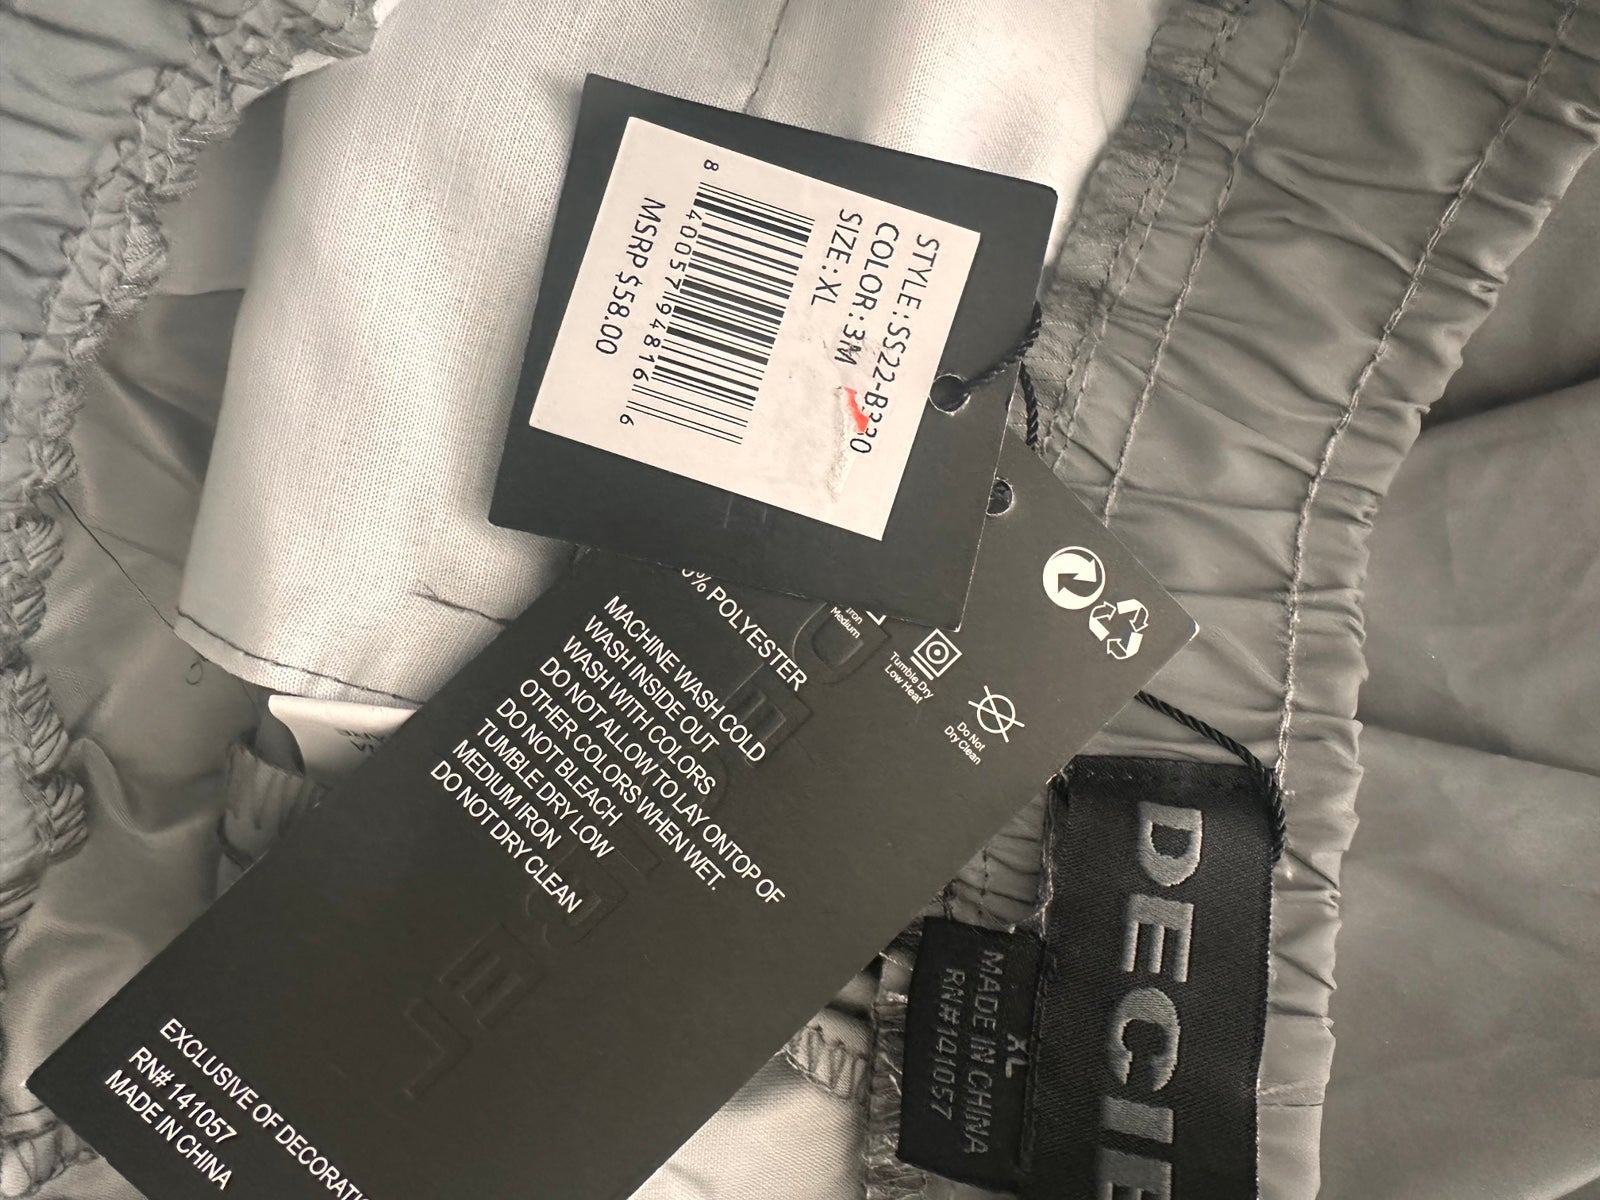 STYLE: SS22-B330
COLOR: 3M
SIZE: XL
8 40057 94816 6
MSRP $58.00
Iron
Medium
Tumble Dry
Low Heat
Do Not
Dry Clean
% POLYESTER
MACHINE WASH COLD
WASH INSIDE OUT
WASH WITH COLORS
DO NOT ALLOW TO LAY ONTOP OF
OTHER COLORS WHEN WET.
DO NOT BLEACH
TUMBLE DRY LOW
MEDIUM IRON
DO NOT DRY CLEAN
EXCLUSIVE OF
RN# 141057
MADE IN CHINA
XL
MADE IN CHINA
RN#141057